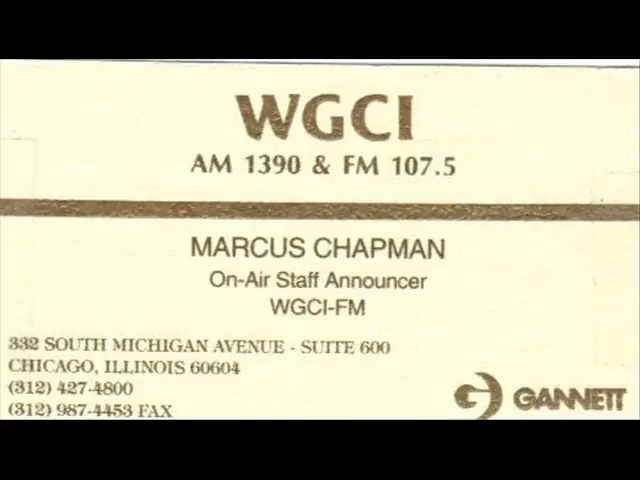 WGCI
AM 1390 & FM 107.5
MARCUS CHAPMAN
On-Air Staff Announcer
WGCI-FM
332 SOUTH MICHIGAN AVENUE - SUITE 600
CHICAGO, ILLINOIS 60604
(312) 427-4800
(312) 987-4453 FAX
GANNETT